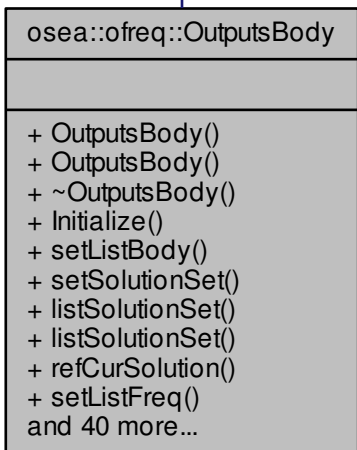 osea::ofreq::OutputsBody
+ OutputsBody()
+ OutputsBody()
+ ~OutputsBody()
+ Initialize()
+ setListBody()
+ setSolutionSet()
+ listSolutionSet()
+ listSolutionSet()
+ refCurSolution()
+ setListFreq()
and 40 more...